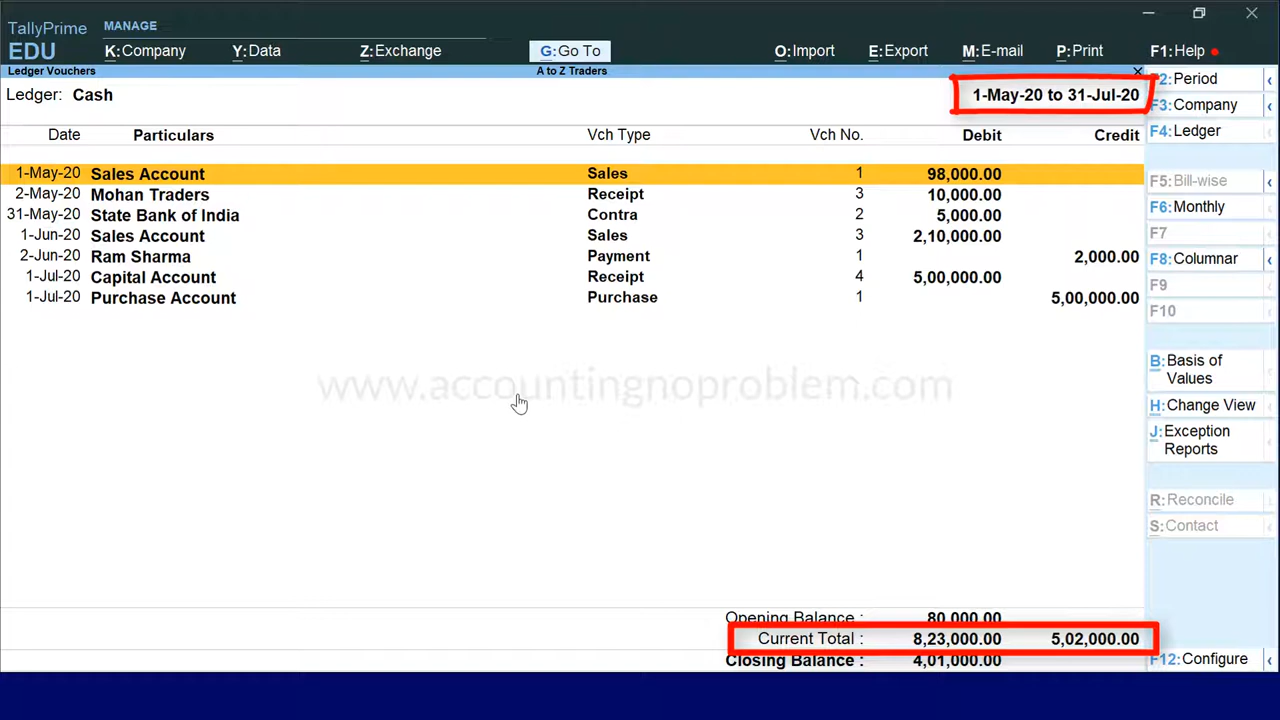 TallyPrime MANAGE
EDU K:Company Y:Data Z:Exchange G:Go To O:Import E:Export M:E-mail P:Print F1:Help
Ledger Vouchers A to Z Traders
Ledger: Cash 1-May-20 to 31-Jul-20
Date Particulars Vch Type Vch No. Debit Credit
1-May-20 Sales Account Sales 1 98,000.00
2-May-20 Mohan Traders Receipt 3 10,000.00
31-May-20 State Bank of India Contra 2 5,000.00
1-Jun-20 Sales Account Sales 3 2,10,000.00
2-Jun-20 Ram Sharma Payment 1 2,000.00
1-Jul-20 Capital Account Receipt 4 5,00,000.00
1-Jul-20 Purchase Account Purchase 1 5,00,000.00
www.accountingnoproblem.com
Opening Balance : 80,000.00
Current Total : 8,23,000.00 5,02,000.00
Closing Balance : 4,01,000.00
F2:Period
F3:Company
F4:Ledger
F5:Bill-wise
F6:Monthly
F7
F8:Columnar
F9
F10
B:Basis of
Values
H:Change View
J:Exception
Reports
R:Reconcile
S:Contact
F12:Configure